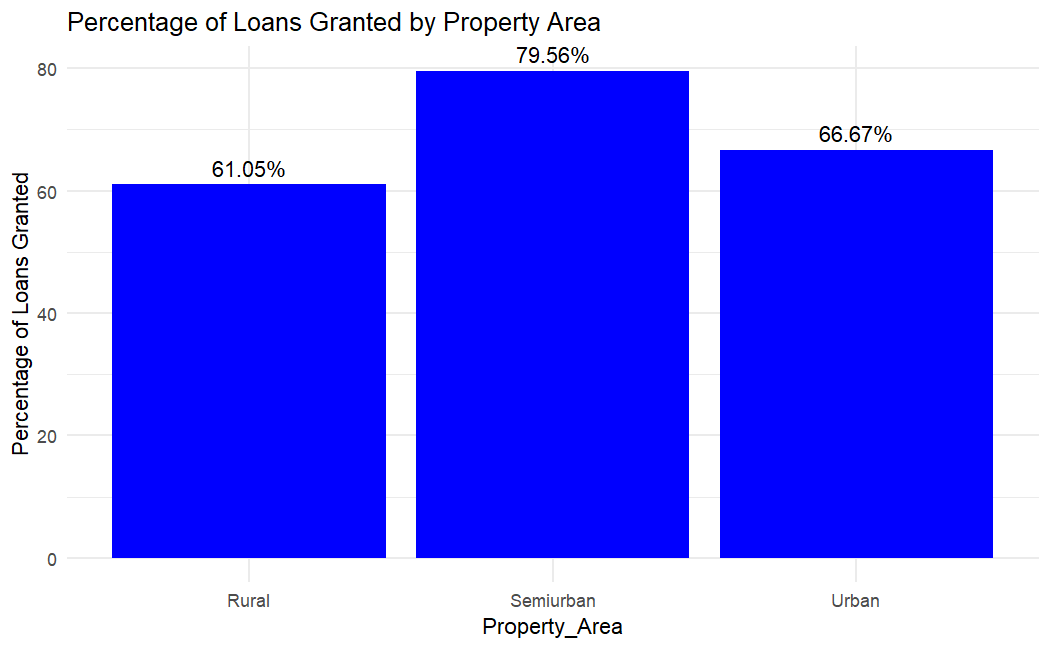 Percentage of Loans Granted by Property Area
Percentage of Loans Granted
80
60
40
20
0
61.05%
79.56%
66.67%
Rural
Semiurban
Urban
Property_Area